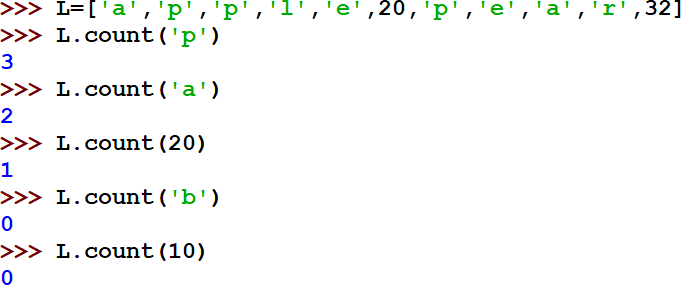 >>> L=['a','p','p','l','e',20,'p','e','a','r',32]
>>> L.count('p')
3
>>> L.count('a')
2
>>> L.count(20)
1
>>> L.count('b')
0
>>> L.count(10)
0